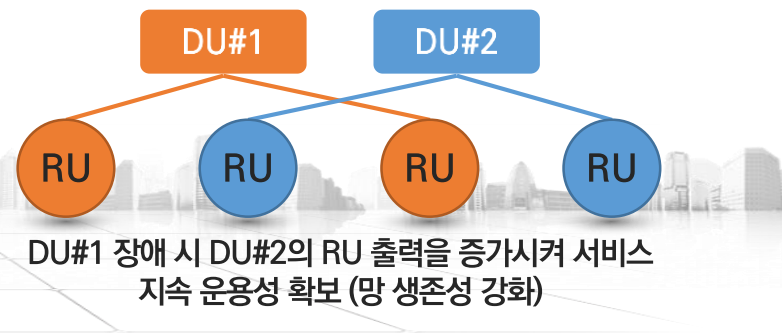 DU#1 DU#2
RU RU RU RU
DU#1 장애 시 DU#2의 RU 출력을 증가시켜 서비스
지속 운용성 확보 (망 생존성 강화)